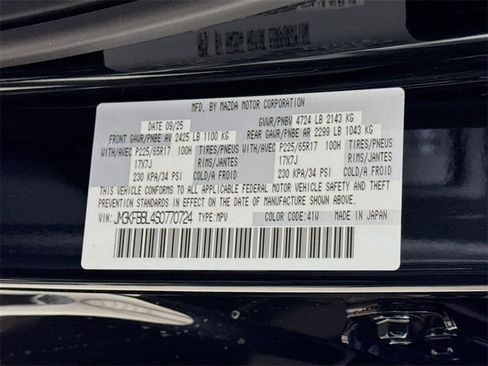 MFD. BY MAZDA MOTOR CORPORATION
DATE 09/25 GVWR/PNBV 4724 LB 2143 KG
FRONT GAWR/PNBE AV 2425 LB 1100 KG REAR GAWR/PNBE AR 2299 LB 1043 KG
WITH/AVEC P225/65R17 100H TIRES/PNEUS WITH/AVEC P225/65R17 100H TIRES/PNEUS
17X7J RIMS/JANTES 17X7J RIMS/JANTES
230 KPA/34 PSI COLD/A FROID 230 KPA/34 PSI COLD/A FROID
THIS VEHICLE CONFORMS TO ALL APPLICABLE FEDERAL MOTOR VEHICLE SAFETY AND THEFT
PREVENTION STANDARDS IN EFFECT ON THE DATE OF MANUFACTURE SHOWN ABOVE.
VIN: TYPE: MPV COLOR CODE: 41W MADE IN JAPAN